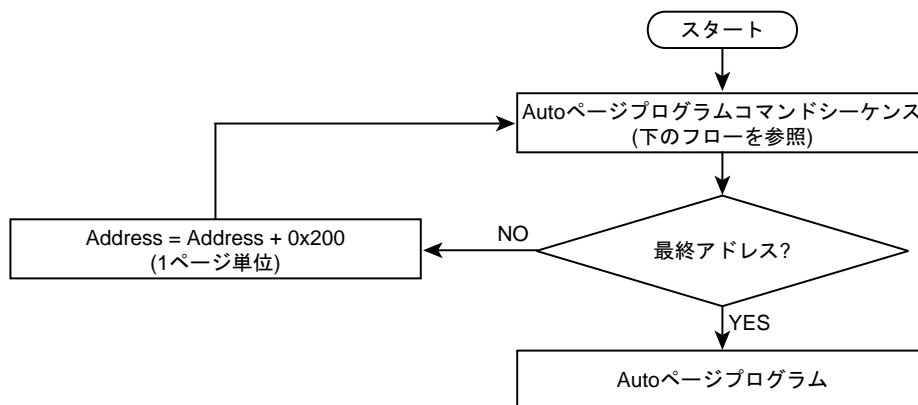 スタート
Autoページプログラムコマンドシーケンス
(下のフローを参照)
Address = Address + 0x200
(1ページ単位)
NO
最終アドレス?
YES
Autoページプログラム